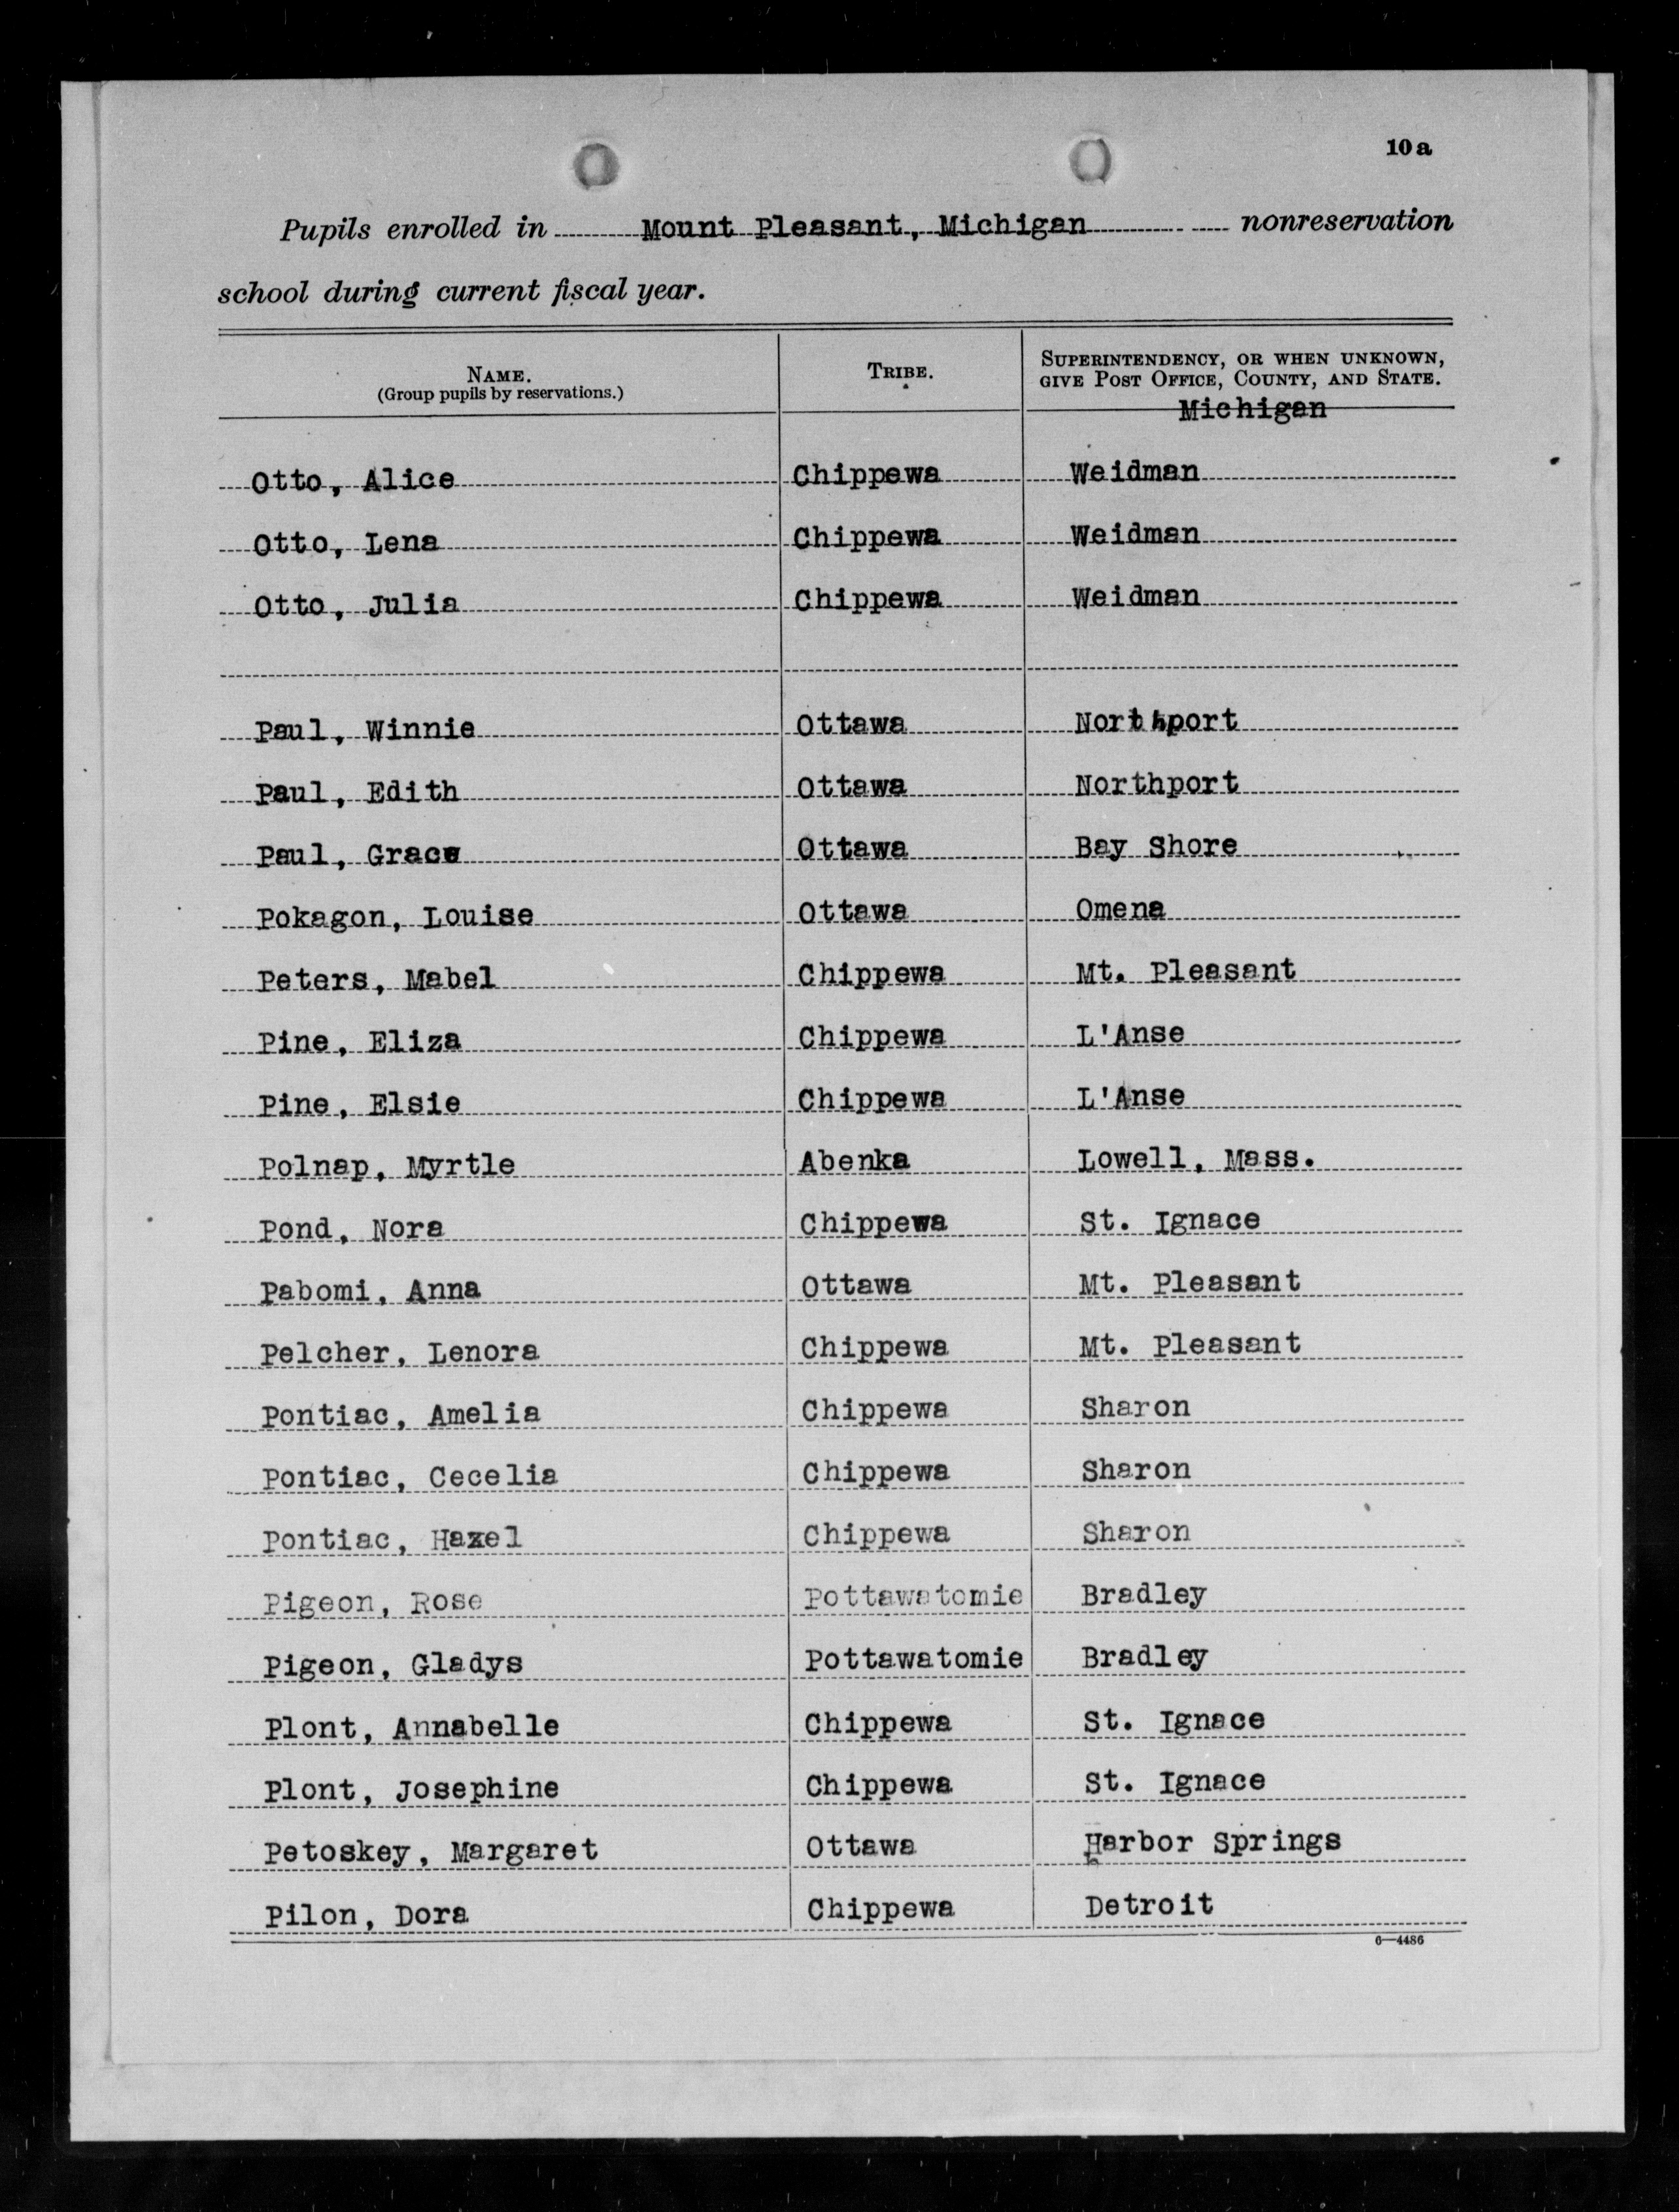 10a
Pupils enrolled in Mount Pleasant, Michigan nonreservation
school during current fiscal year.
NAME.
(Group pupils by reservations.)
TRIBE.
SUPERINTENDENCY, OR WHEN UNKNOWN,
GIVE POST OFFICE, COUNTY, AND STATE.
Michigan
Otto, Alice Chippewa Weidman
Otto, Lena Chippewa Weidman
Otto, Julia Chippewa Weidman
Paul, Winnie Ottawa Northport
Paul, Edith Ottawa Northport
Paul, Grace Ottawa Bay Shore
Pokagon, Louise Ottawa Omena
Peters, Mabel Chippewa Mt. Pleasant
Pine, Eliza Chippewa L'Anse
Pine, Elsie Chippewa L'Anse
Polnap, Myrtle Abenka Lowell, Mass.
Pond, Nora Chippewa St. Ignace
Pabomi, Anna Ottawa Mt. Pleasant
Pelcher, Lenora Chippewa Mt. Pleasant
Pontiac, Amelia Chippewa Sharon
Pontiac, Cecelia Chippewa Sharon
Pontiac, Hazel Chippewa Sharon
Pigeon, Rose Pottawatomie Bradley
Pigeon, Gladys Pottawatomie Bradley
Plont, Annabelle Chippewa St. Ignace
Plont, Josephine Chippewa St. Ignace
Petoskey, Margaret Ottawa Harbor Springs
Pilon, Dora Chippewa Detroit
6—4486